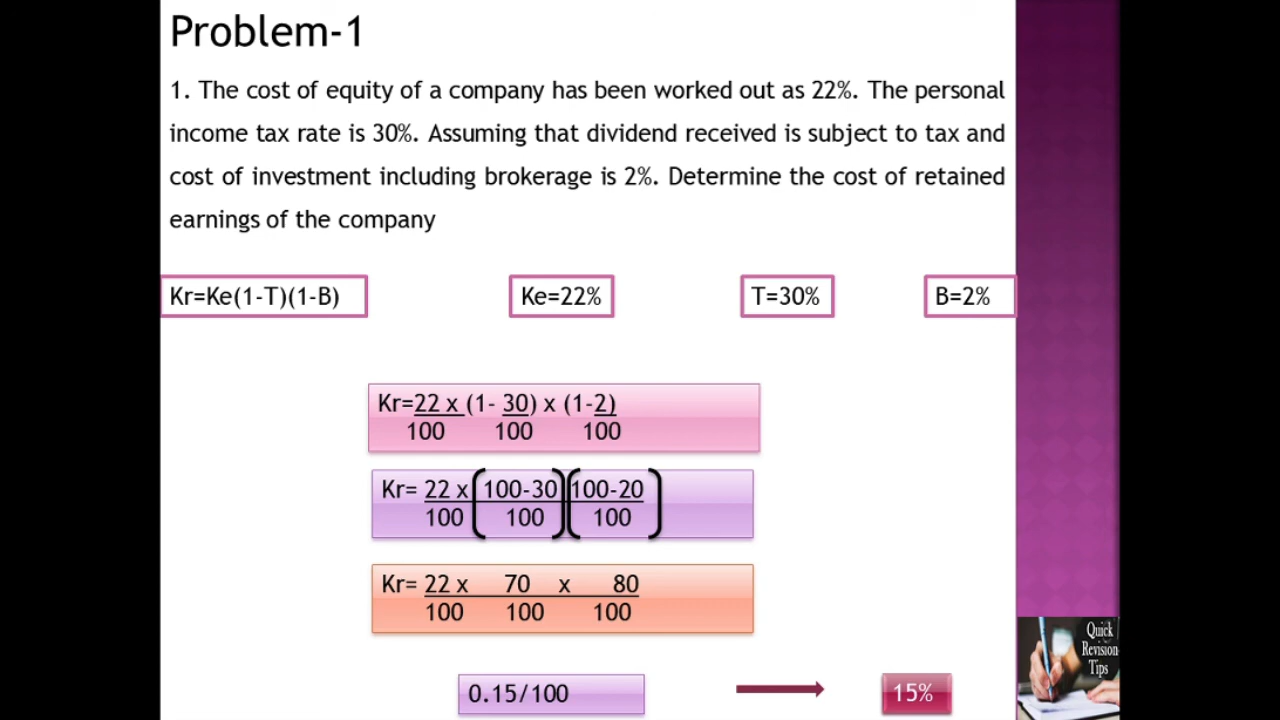 Problem-1
1. The cost of equity of a company has been worked out as 22%. The personal
income tax rate is 30%. Assuming that dividend received is subject to tax and
cost of investment including brokerage is 2%. Determine the cost of retained
earnings of the company
Kr=Ke(1-T)(1-B) Ke=22% T=30% B=2%
Kr=22 x (1- 30) x (1-2)
100 100 100
Kr= 22 x (100-30) (100-20)
100 100 100
Kr= 22 x 70 x 80
100 100 100
0.15/100 15%
Quick
Revision
Tips